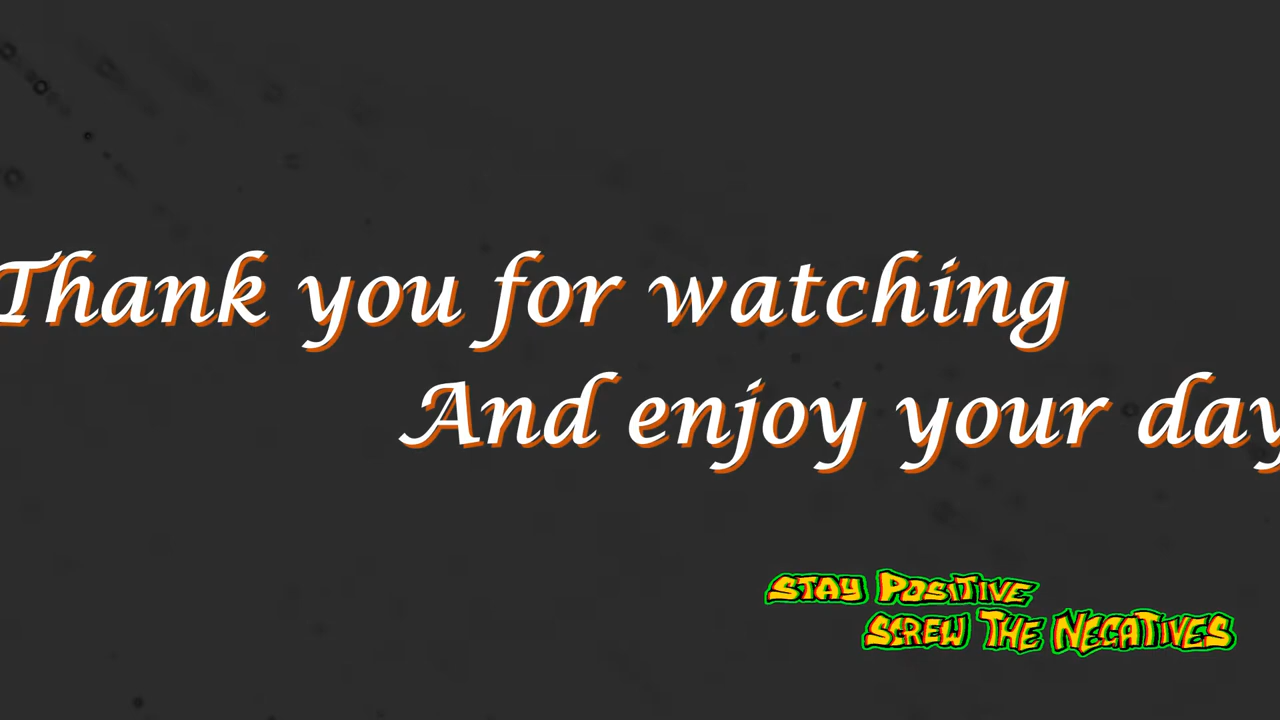 Thank you for watching
And enjoy your day
STAY POSITIVE
SCREW THE NEGATIVES